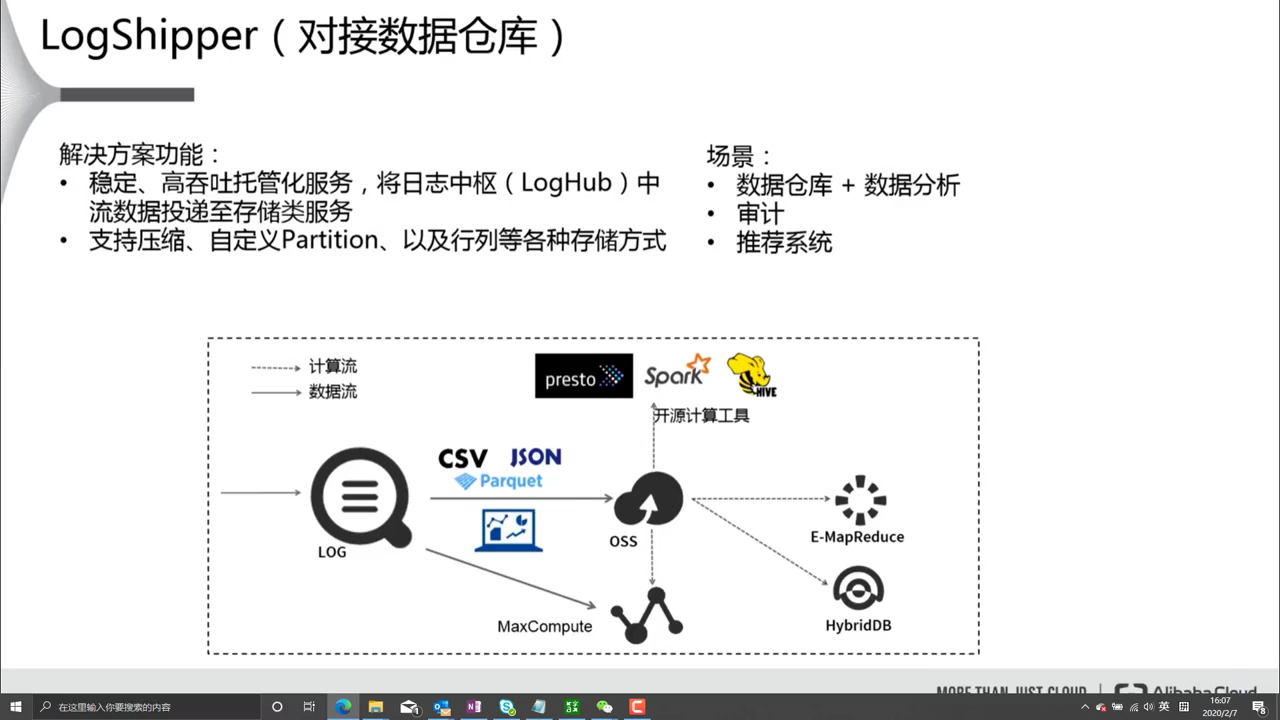 LogShipper（对接数据仓库）
解决方案功能：
• 稳定、高吞吐托管化服务，将日志中枢（LogHub）中
流数据投递至存储类服务
• 支持压缩、自定义Partition、以及行列等各种存储方式
场景：
• 数据仓库 + 数据分析
• 审计
• 推荐系统
计算流
数据流
presto
Spark
HIVE
开源计算工具
CSV
JSON
Parquet
LOG
OSS
E-MapReduce
MaxCompute
HybridDB
MORE THAN JUST CLOUD | Alibaba Cloud
在这里输入你要搜索的内容
英
16:07
2020/2/7